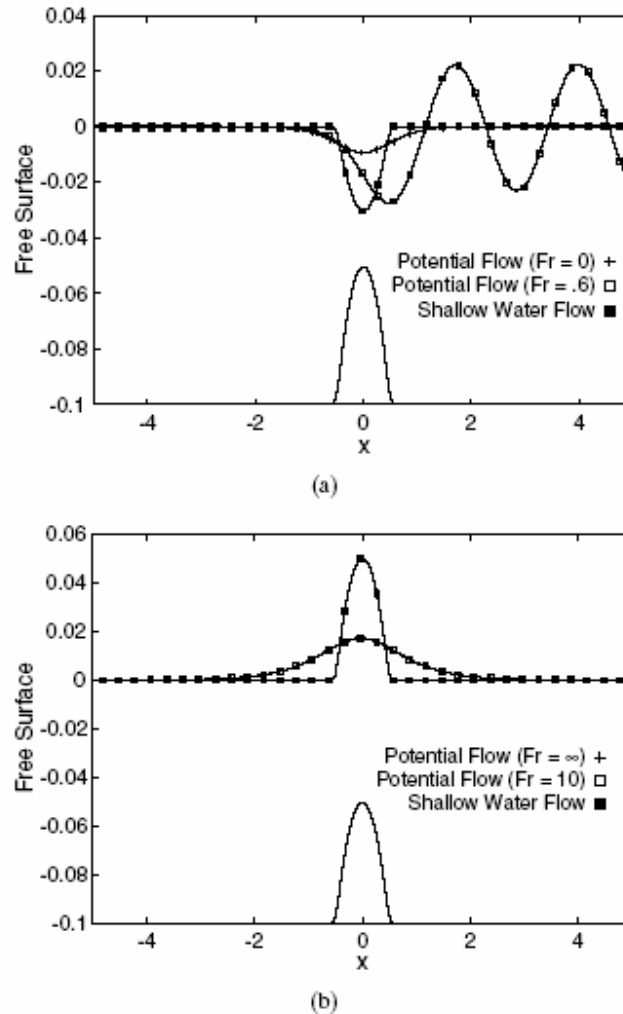 0.04
0.02
0
-0.02
-0.04
-0.06
-0.08
-0.1
Free Surface
Potential Flow (Fr = 0) +
Potential Flow (Fr = .6) □
Shallow Water Flow ■
-4 -2 0 2 4
X
(a)
0.06
0.04
0.02
0
-0.02
-0.04
-0.06
-0.08
-0.1
Free Surface
Potential Flow (Fr = ∞) +
Potential Flow (Fr = 10) □
Shallow Water Flow ■
-4 -2 0 2 4
X
(b)